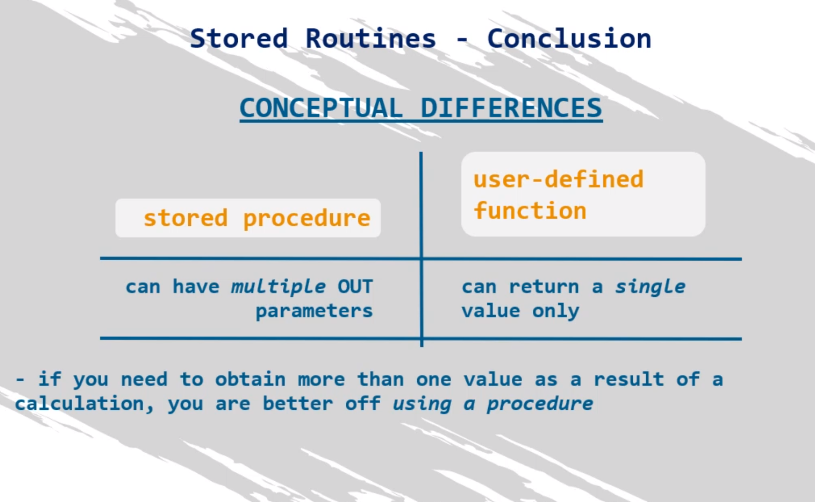 Stored Routines - Conclusion
CONCEPTUAL DIFFERENCES
stored procedure
user-defined
function
can have multiple OUT
parameters
can return a single
value only
- if you need to obtain more than one value as a result of a
calculation, you are better off using a procedure